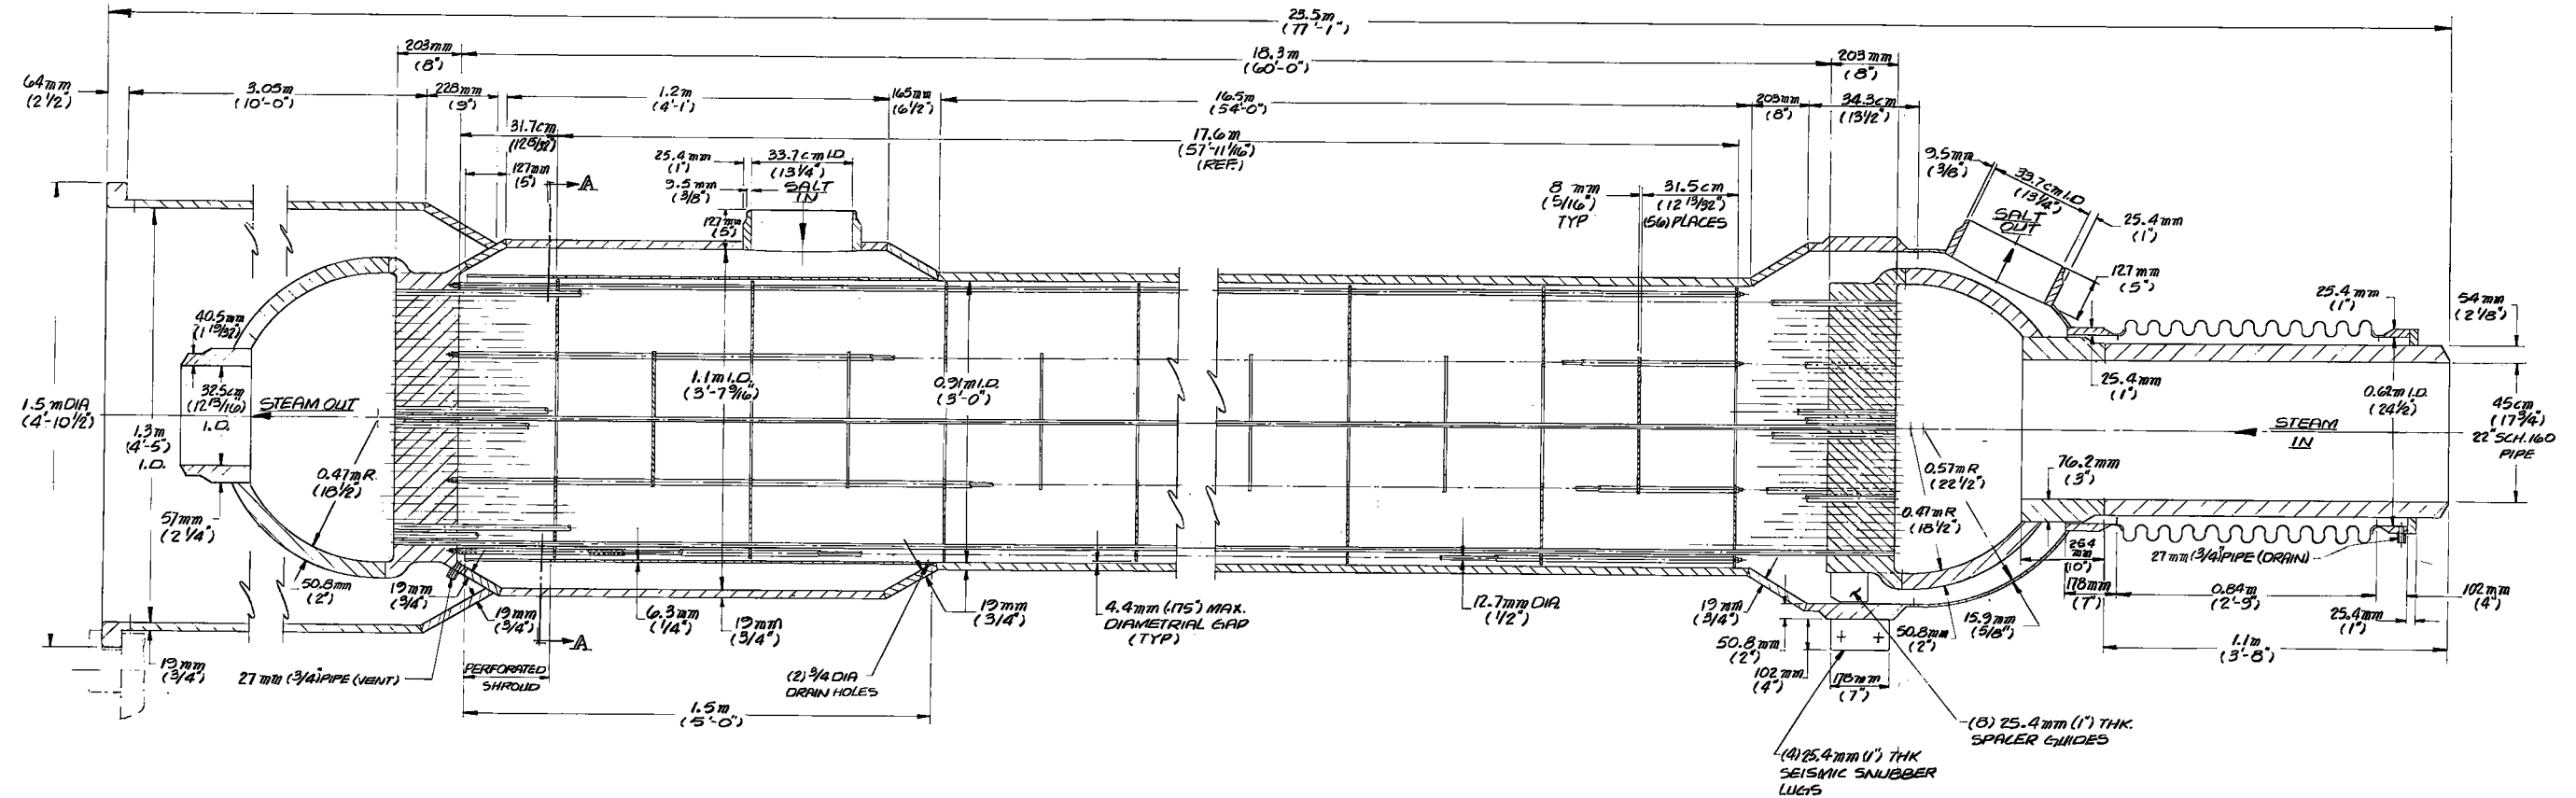 23.5m
(77'-1")
203mm
(8")
18.3m
(60'-0")
203mm
(8")
64mm
(2 1/2")
3.05m
(10'-0")
228mm
(9")
1.2m
(4'-1")
165mm
(6 1/2")
16.5m
(54'-0")
203mm
(8")
34.3cm
(13 1/2")
31.7cm
17.6m
(57'-11 1/16")
(REF.)
127mm
(5")
A
25.4mm
(1")
33.7cm I.D.
(13 1/4")
9.5mm
(3/8")
SALT
IN
127mm
(5")
8 mm
(5/16")
TYP
31.5cm
(12 13/32")
(56) PLACES
9.5mm
(3/8")
33.7cm I.D.
(13 1/4")
SALT
OUT
25.4mm
(1")
127mm
(5")
25.4mm
(1")
54mm
(2 1/8")
40.5mm
(1 19/32")
32.5cm
(12 13/16")
I.D.
STEAM OUT
1.1m I.D.
(3'-7 9/16")
0.91m I.D.
(3'-0")
25.4mm
(1")
0.62m I.D.
(24 1/2")
1.5m DIA
(4'-10 1/2")
1.3m
(4'-5")
I.D.
STEAM
IN
45cm
(17 3/4")
22" SCH. 160
PIPE
0.47m R.
(18 1/2")
0.57m R
(22 1/2")
76.2mm
(3")
0.47m R
(18 1/2")
57mm
(2 1/4")
50.8mm
(2")
19mm
(3/4")
19mm
(3/4")
6.3mm
(1/4")
19mm
(3/4")
19mm
(3/4")
4.4mm (.175") MAX.
DIAMETRIAL GAP
(TYP)
12.7mm DIA
(1/2")
19mm
(3/4")
264
mm
(10")
27mm (3/4") PIPE (DRAIN)
178mm
(7")
0.84m
(2'-9")
102mm
(4")
25.4mm
(1")
15.9mm
(5/8")
50.8mm
(2")
50.8mm
(2")
102mm
(4")
178mm
(7")
1.1m
(3'-8")
19mm
(3/4")
27mm (3/4) PIPE (VENT)
A
PERFORATED
SHROUD
(2) 3/4 DIA
DRAIN HOLES
1.5m
(5'-0")
(8) 25.4mm (1") THK.
SPACER GUIDES
(4) 25.4mm (1") THK
SEISMIC SNUBBER
LUGS